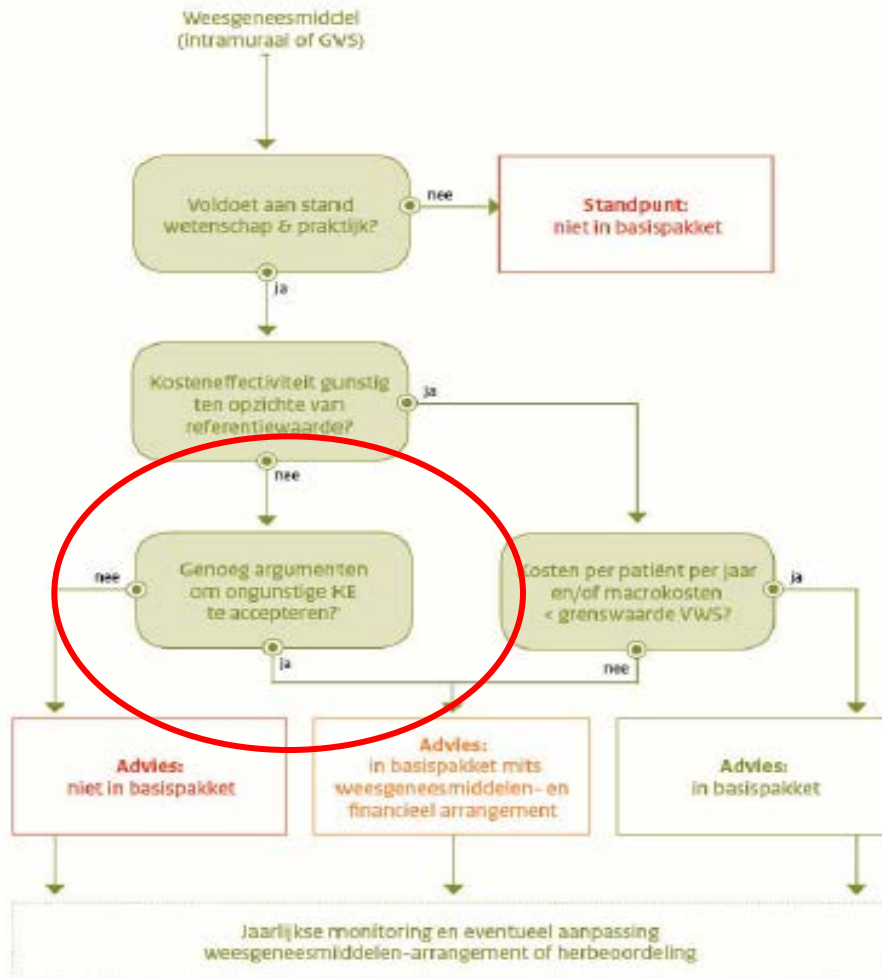 Weesgeneesmiddel
(intramuraal of GVS)
Voldoet aan stand
wetenschap & praktijk?
nee
Standpunt:
niet in basispakket
ja
Kosteneffectiviteit gunstig
ten opzichte van
referentiewaarde?
ja
nee
nee
Genoeg argumenten
om ongunstige KE
te accepteren?
ja
Kosten per patiënt per jaar
en/of macrokosten
< grenswaarde VWS?
ja
nee
Advies:
niet in basispakket
Advies:
in basispakket mits
weesgeneesmiddelen- en
financieel arrangement
Advies:
in basispakket
Jaarlijkse monitoring en eventueel aanpassing
weesgeneesmiddelen-arrangement of herbeoordeling